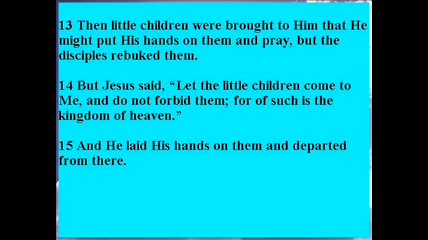 13 Then little children were brought to Him that He
might put His hands on them and pray, but the
disciples rebuked them.
14 But Jesus said, “Let the little children come to
Me, and do not forbid them; for of such is the
kingdom of heaven.”
15 And He laid His hands on them and departed
from there.